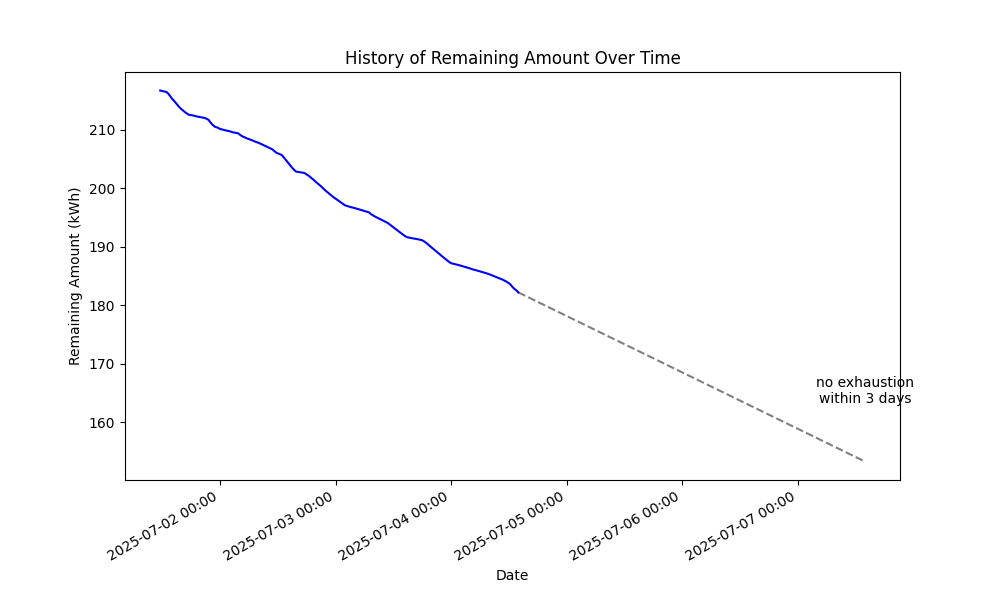 History of Remaining Amount Over Time
Remaining Amount (kWh)
210
200
190
180
170
160
no exhaustion
within 3 days
2025-07-02 00:00
2025-07-03 00:00
2025-07-04 00:00
2025-07-05 00:00
2025-07-06 00:00
2025-07-07 00:00
Date